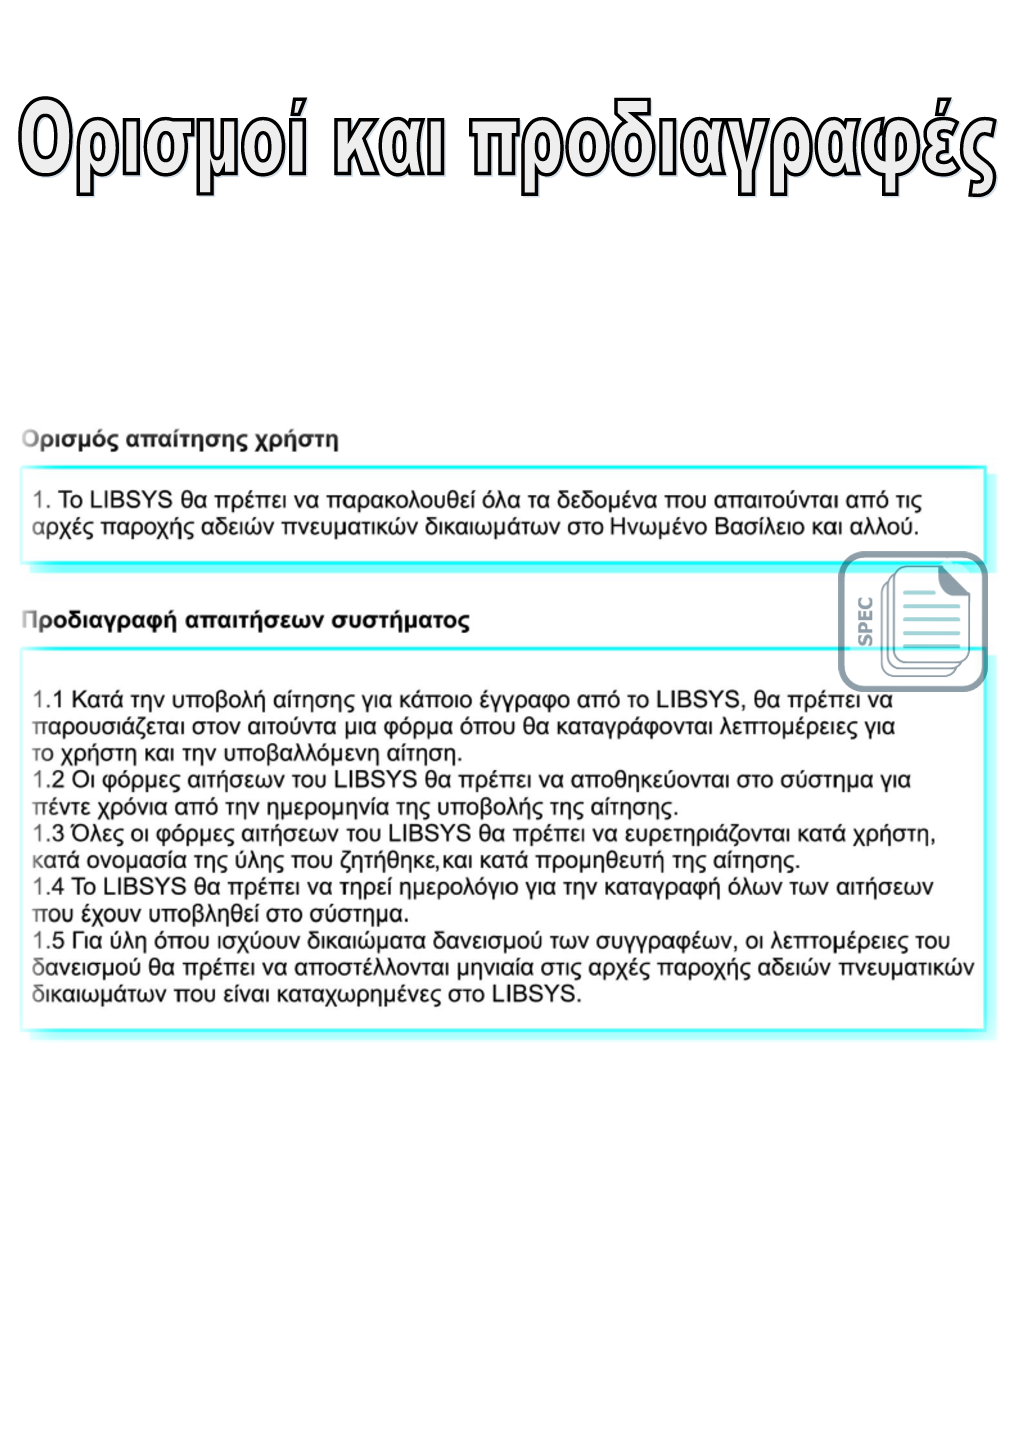 Ορισμοί και προδιαγραφές
Ορισμός απαίτησης χρήστη
1. Το LIBSYS θα πρέπει να παρακολουθεί όλα τα δεδομένα που απαιτούνται από τις
αρχές παροχής αδειών πνευματικών δικαιωμάτων στο Ηνωμένο Βασίλειο και αλλού.
SPEC
Προδιαγραφή απαιτήσεων συστήματος
1.1 Κατά την υποβολή αίτησης για κάποιο έγγραφο από το LIBSYS, θα πρέπει να
παρουσιάζεται στον αιτούντα μια φόρμα όπου θα καταγράφονται λεπτομέρειες για
το χρήστη και την υποβαλλόμενη αίτηση.
1.2 Οι φόρμες αιτήσεων του LIBSYS θα πρέπει να αποθηκεύονται στο σύστημα για
πέντε χρόνια από την ημερομηνία της υποβολής της αίτησης.
1.3 Όλες οι φόρμες αιτήσεων του LIBSYS θα πρέπει να ευρετηριάζονται κατά χρήστη,
κατά ονομασία της ύλης που ζητήθηκε,και κατά προμηθευτή της αίτησης.
1.4 Το LIBSYS θα πρέπει να τηρεί ημερολόγιο για την καταγραφή όλων των αιτήσεων
που έχουν υποβληθεί στο σύστημα.
1.5 Για ύλη όπου ισχύουν δικαιώματα δανεισμού των συγγραφέων, οι λεπτομέρειες του
δανεισμού θα πρέπει να αποστέλλονται μηνιαία στις αρχές παροχής αδειών πνευματικών
δικαιωμάτων που είναι καταχωρημένες στο LIBSYS.